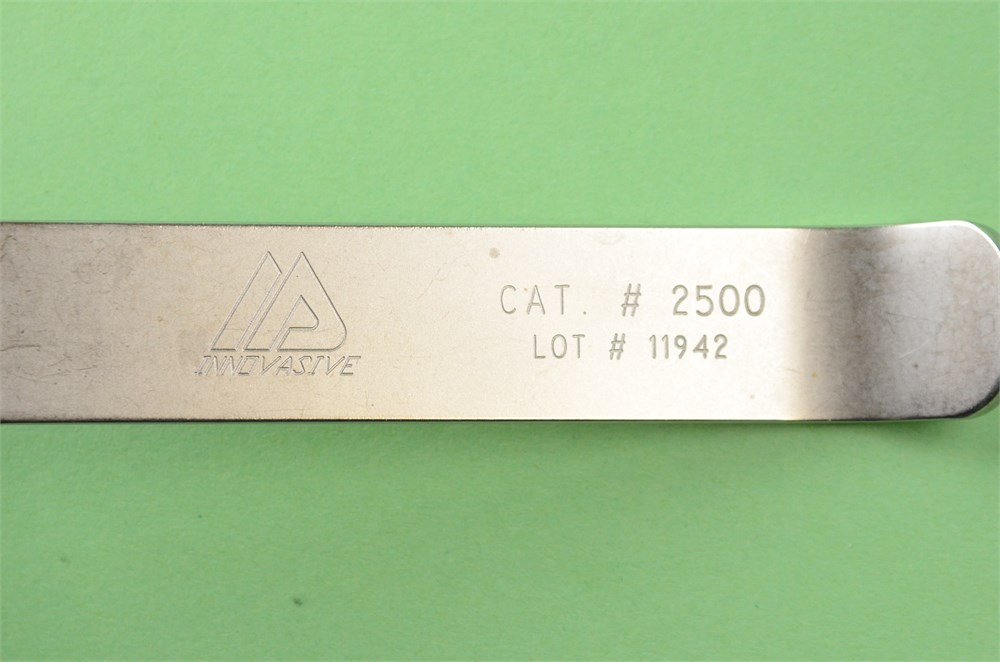 INNOVASIVE
CAT. # 2500
LOT # 11942